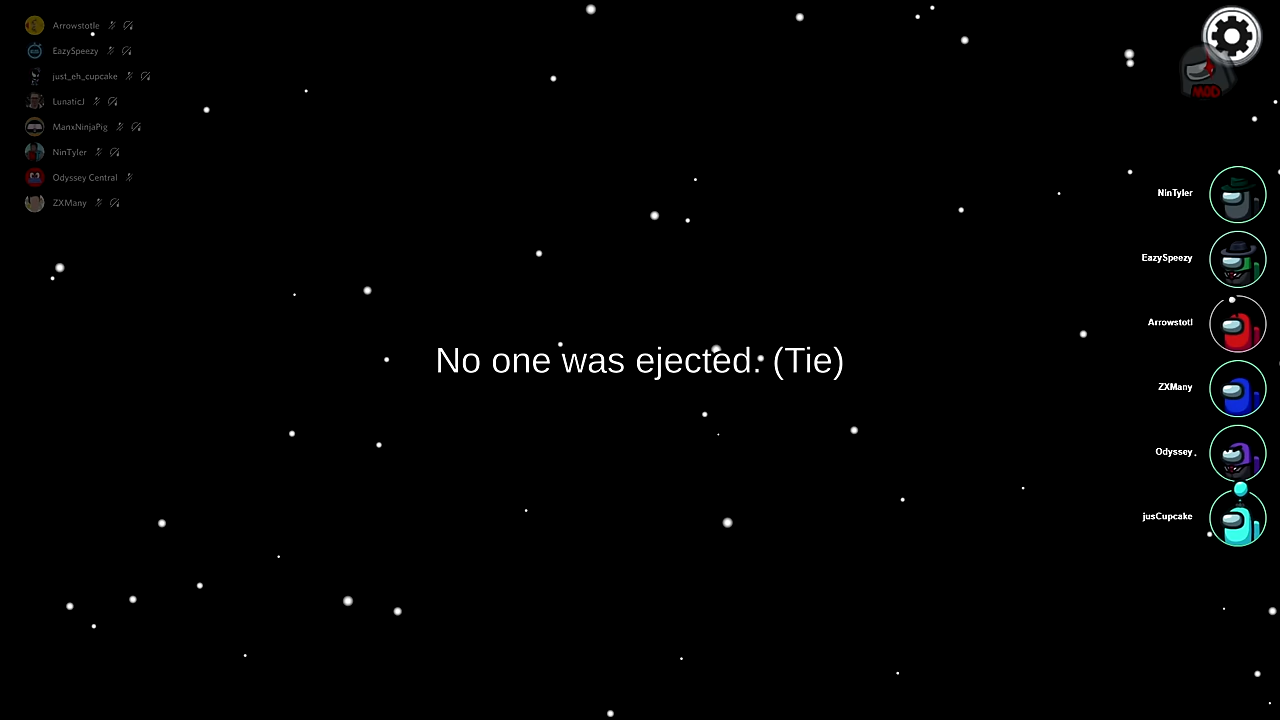 Arrowstotle
EazySpeezy
just_eh_cupcake
LunaticJ
ManxNinjaPig
NinTyler
Odyssey Central
ZXMany
MOD
NinTyler
EazySpeezy
Arrowstotl
ZXMany
Odyssey.
jusCupcake
No one was ejected. (Tie)